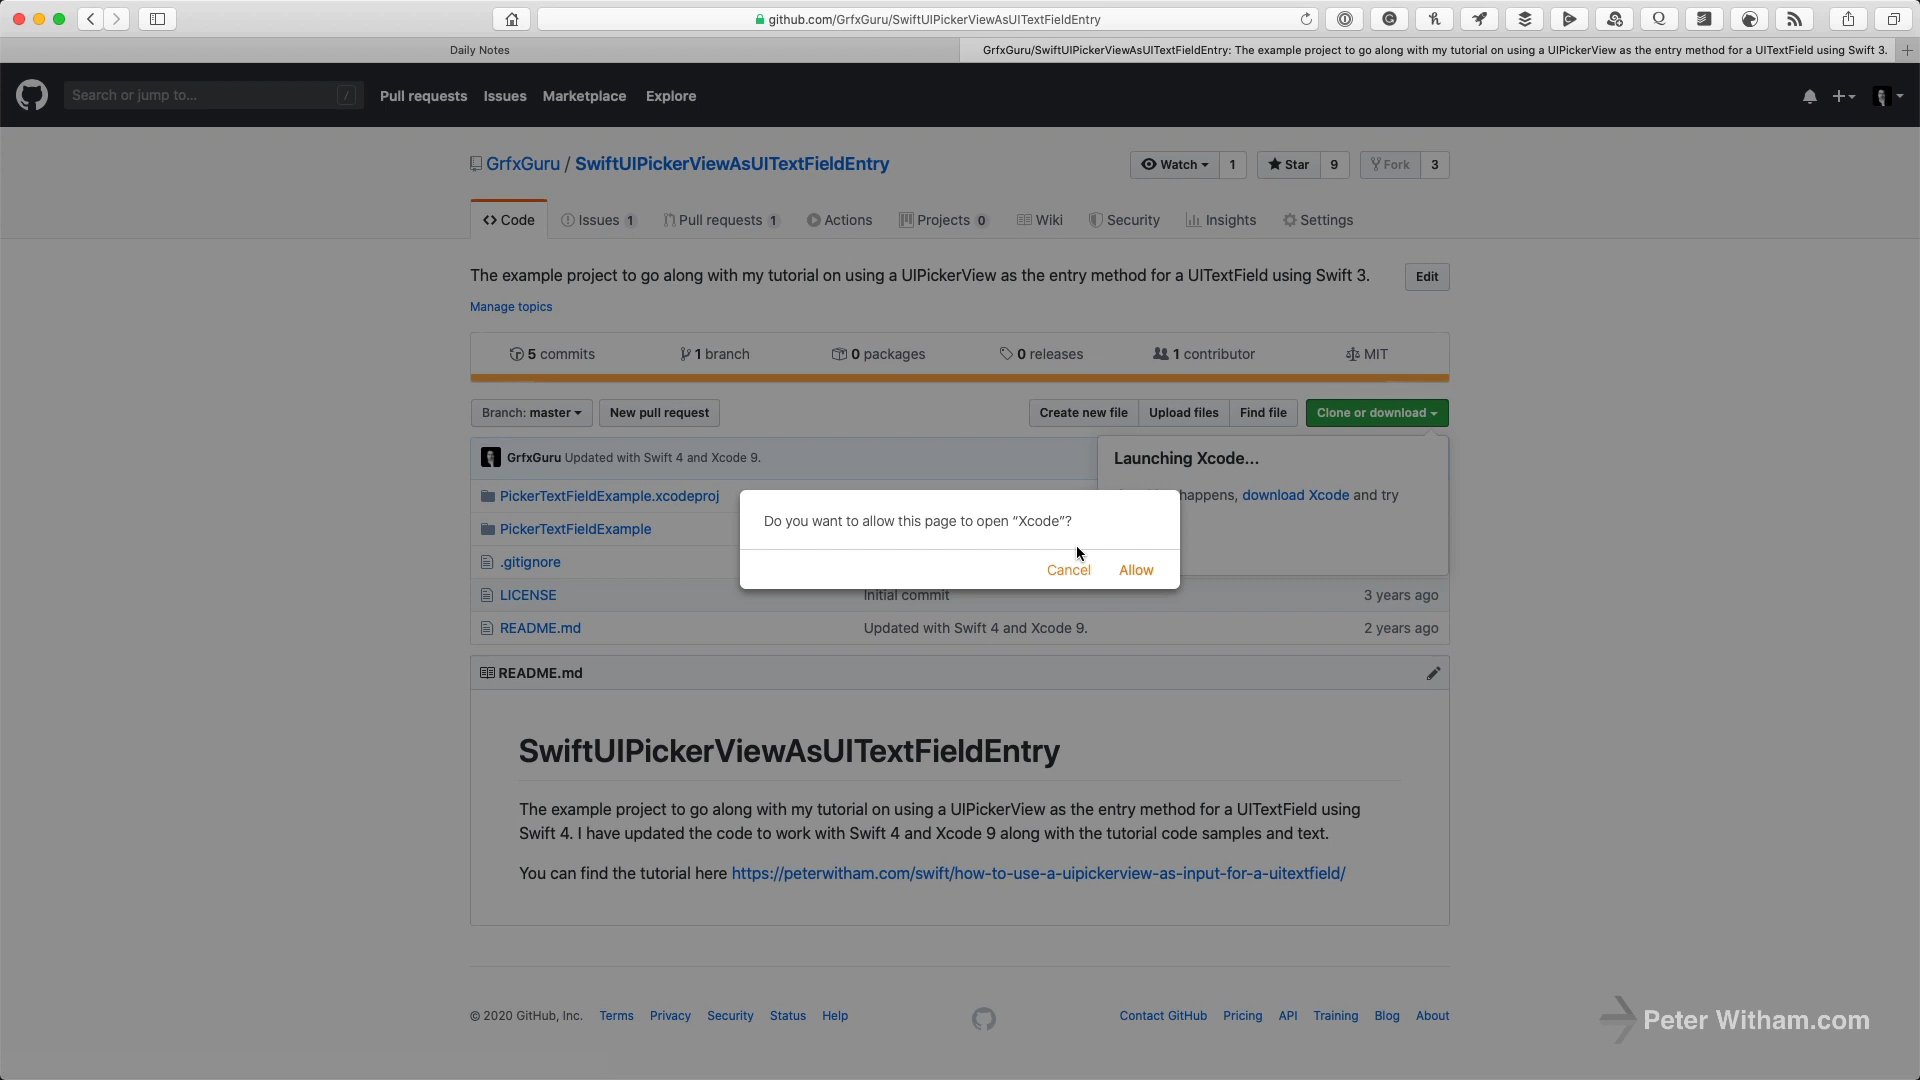 github.com/GrfxGuru/SwiftUIPickerViewAsUITextFieldEntry
Daily Notes
GrfxGuru/SwiftUIPickerViewAsUITextFieldEntry: The example project to go along with my tutorial on using a UIPickerView as the entry method for a UITextField using Swift 3.
Search or jump to... /
Pull requests Issues Marketplace Explore
GrfxGuru / SwiftUIPickerViewAsUITextFieldEntry
Watch 1 Star 9 Fork 3
Code Issues 1 Pull requests 1 Actions Projects 0 Wiki Security Insights Settings
The example project to go along with my tutorial on using a UIPickerView as the entry method for a UITextField using Swift 3.
Edit
Manage topics
5 commits 1 branch 0 packages 0 releases 1 contributor MIT
Branch: master New pull request Create new file Upload files Find file Clone or download
GrfxGuru Updated with Swift 4 and Xcode 9.
Launching Xcode...
PickerTextFieldExample.xcodeproj
happens, download Xcode and try
Do you want to allow this page to open “Xcode”?
PickerTextFieldExample
.gitignore
Cancel Allow
LICENSE Initial commit 3 years ago
README.md Updated with Swift 4 and Xcode 9. 2 years ago
README.md
SwiftUIPickerViewAsUITextFieldEntry
The example project to go along with my tutorial on using a UIPickerView as the entry method for a UITextField using
Swift 4. I have updated the code to work with Swift 4 and Xcode 9 along with the tutorial code samples and text.
You can find the tutorial here https://peterwitham.com/swift/how-to-use-a-uipickerview-as-input-for-a-uitextfield/
© 2020 GitHub, Inc. Terms Privacy Security Status Help Contact GitHub Pricing API Training Blog About
Peter Witham.com